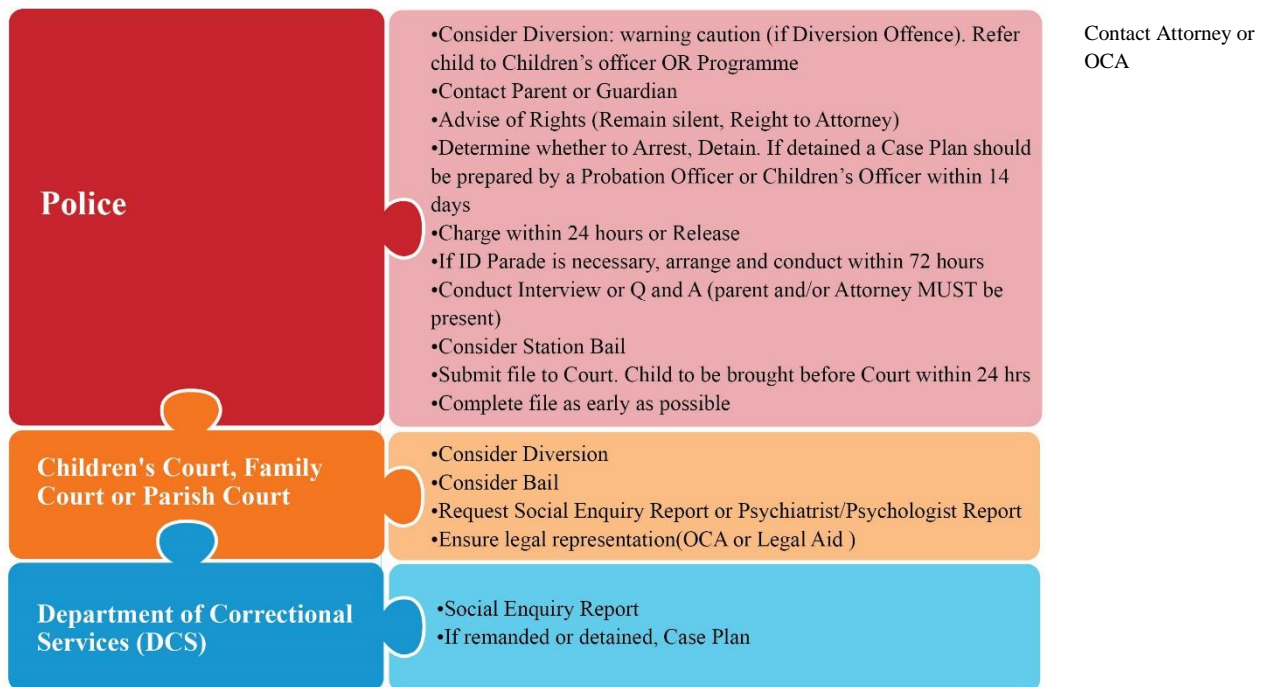 Police
•Consider Diversion: warning caution (if Diversion Offence). Refer
child to Children’s officer OR Programme
•Contact Parent or Guardian
•Advise of Rights (Remain silent, Reight to Attorney)
•Determine whether to Arrest, Detain. If detained a Case Plan should
be prepared by a Probation Officer or Children’s Officer within 14
days
•Charge within 24 hours or Release
•If ID Parade is necessary, arrange and conduct within 72 hours
•Conduct Interview or Q and A (parent and/or Attorney MUST be
present)
•Consider Station Bail
•Submit file to Court. Child to be brought before Court within 24 hrs
•Complete file as early as possible
Contact Attorney or
OCA
Children's Court, Family
Court or Parish Court
•Consider Diversion
•Consider Bail
•Request Social Enquiry Report or Psychiatrist/Psychologist Report
•Ensure legal representation(OCA or Legal Aid )
Department of Correctional
Services (DCS)
•Social Enquiry Report
•If remanded or detained, Case Plan